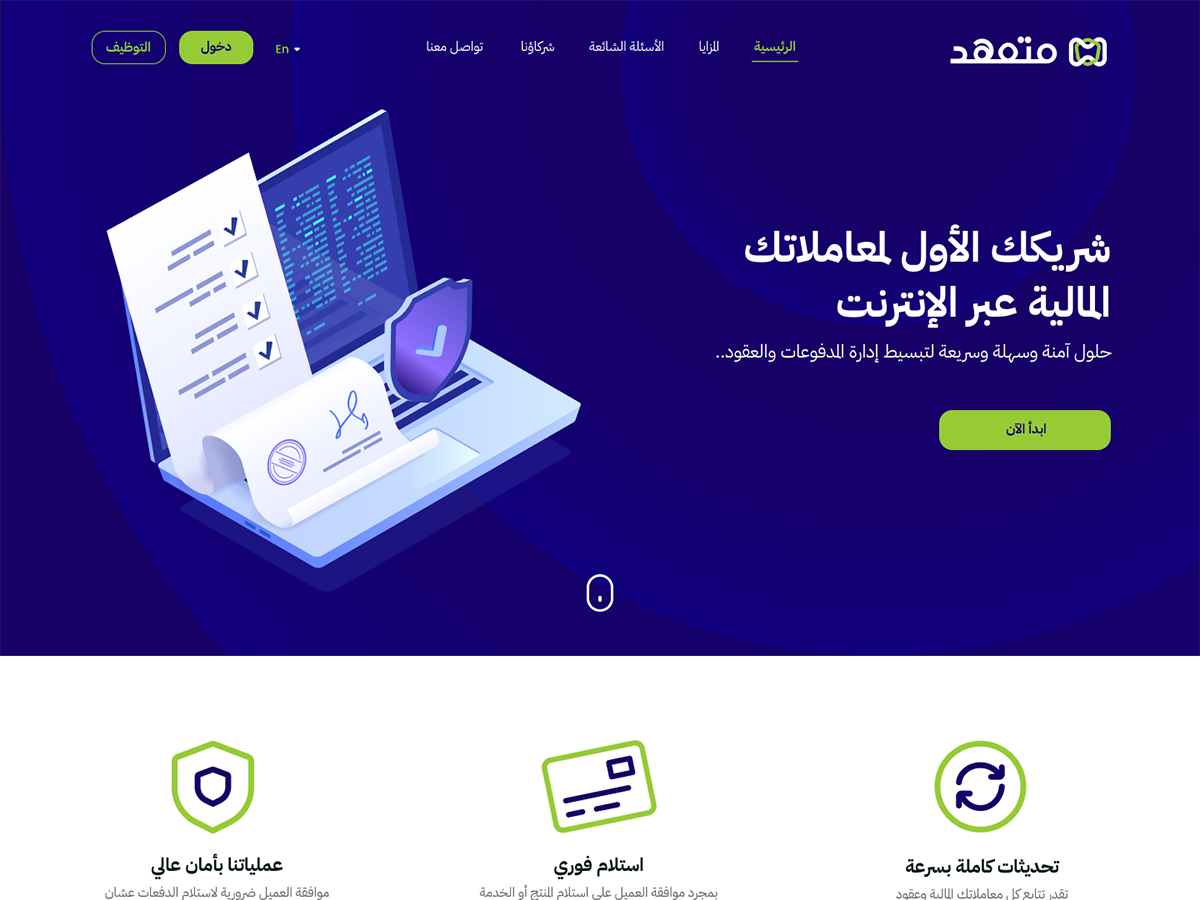 متعهد
الرئيسية
المزايا
الأسئلة الشائعة
شركاؤنا
تواصل معنا
En
دخول
التوظيف
شريكك الأول لمعاملاتك
المالية عبر الإنترنت
حلول آمنة وسهلة وسريعة لتبسيط إدارة المدفوعات والعقود..
ابدأ الآن
تحديثات كاملة بسرعة
تقدر تتابع كل معاملاتك المالية وعقود
استلام فوري
بمجرد موافقة العميل على استلام المنتج أو الخدمة
عملياتنا بأمان عالي
موافقة العميل ضرورية لاستلام الدفعات عشان